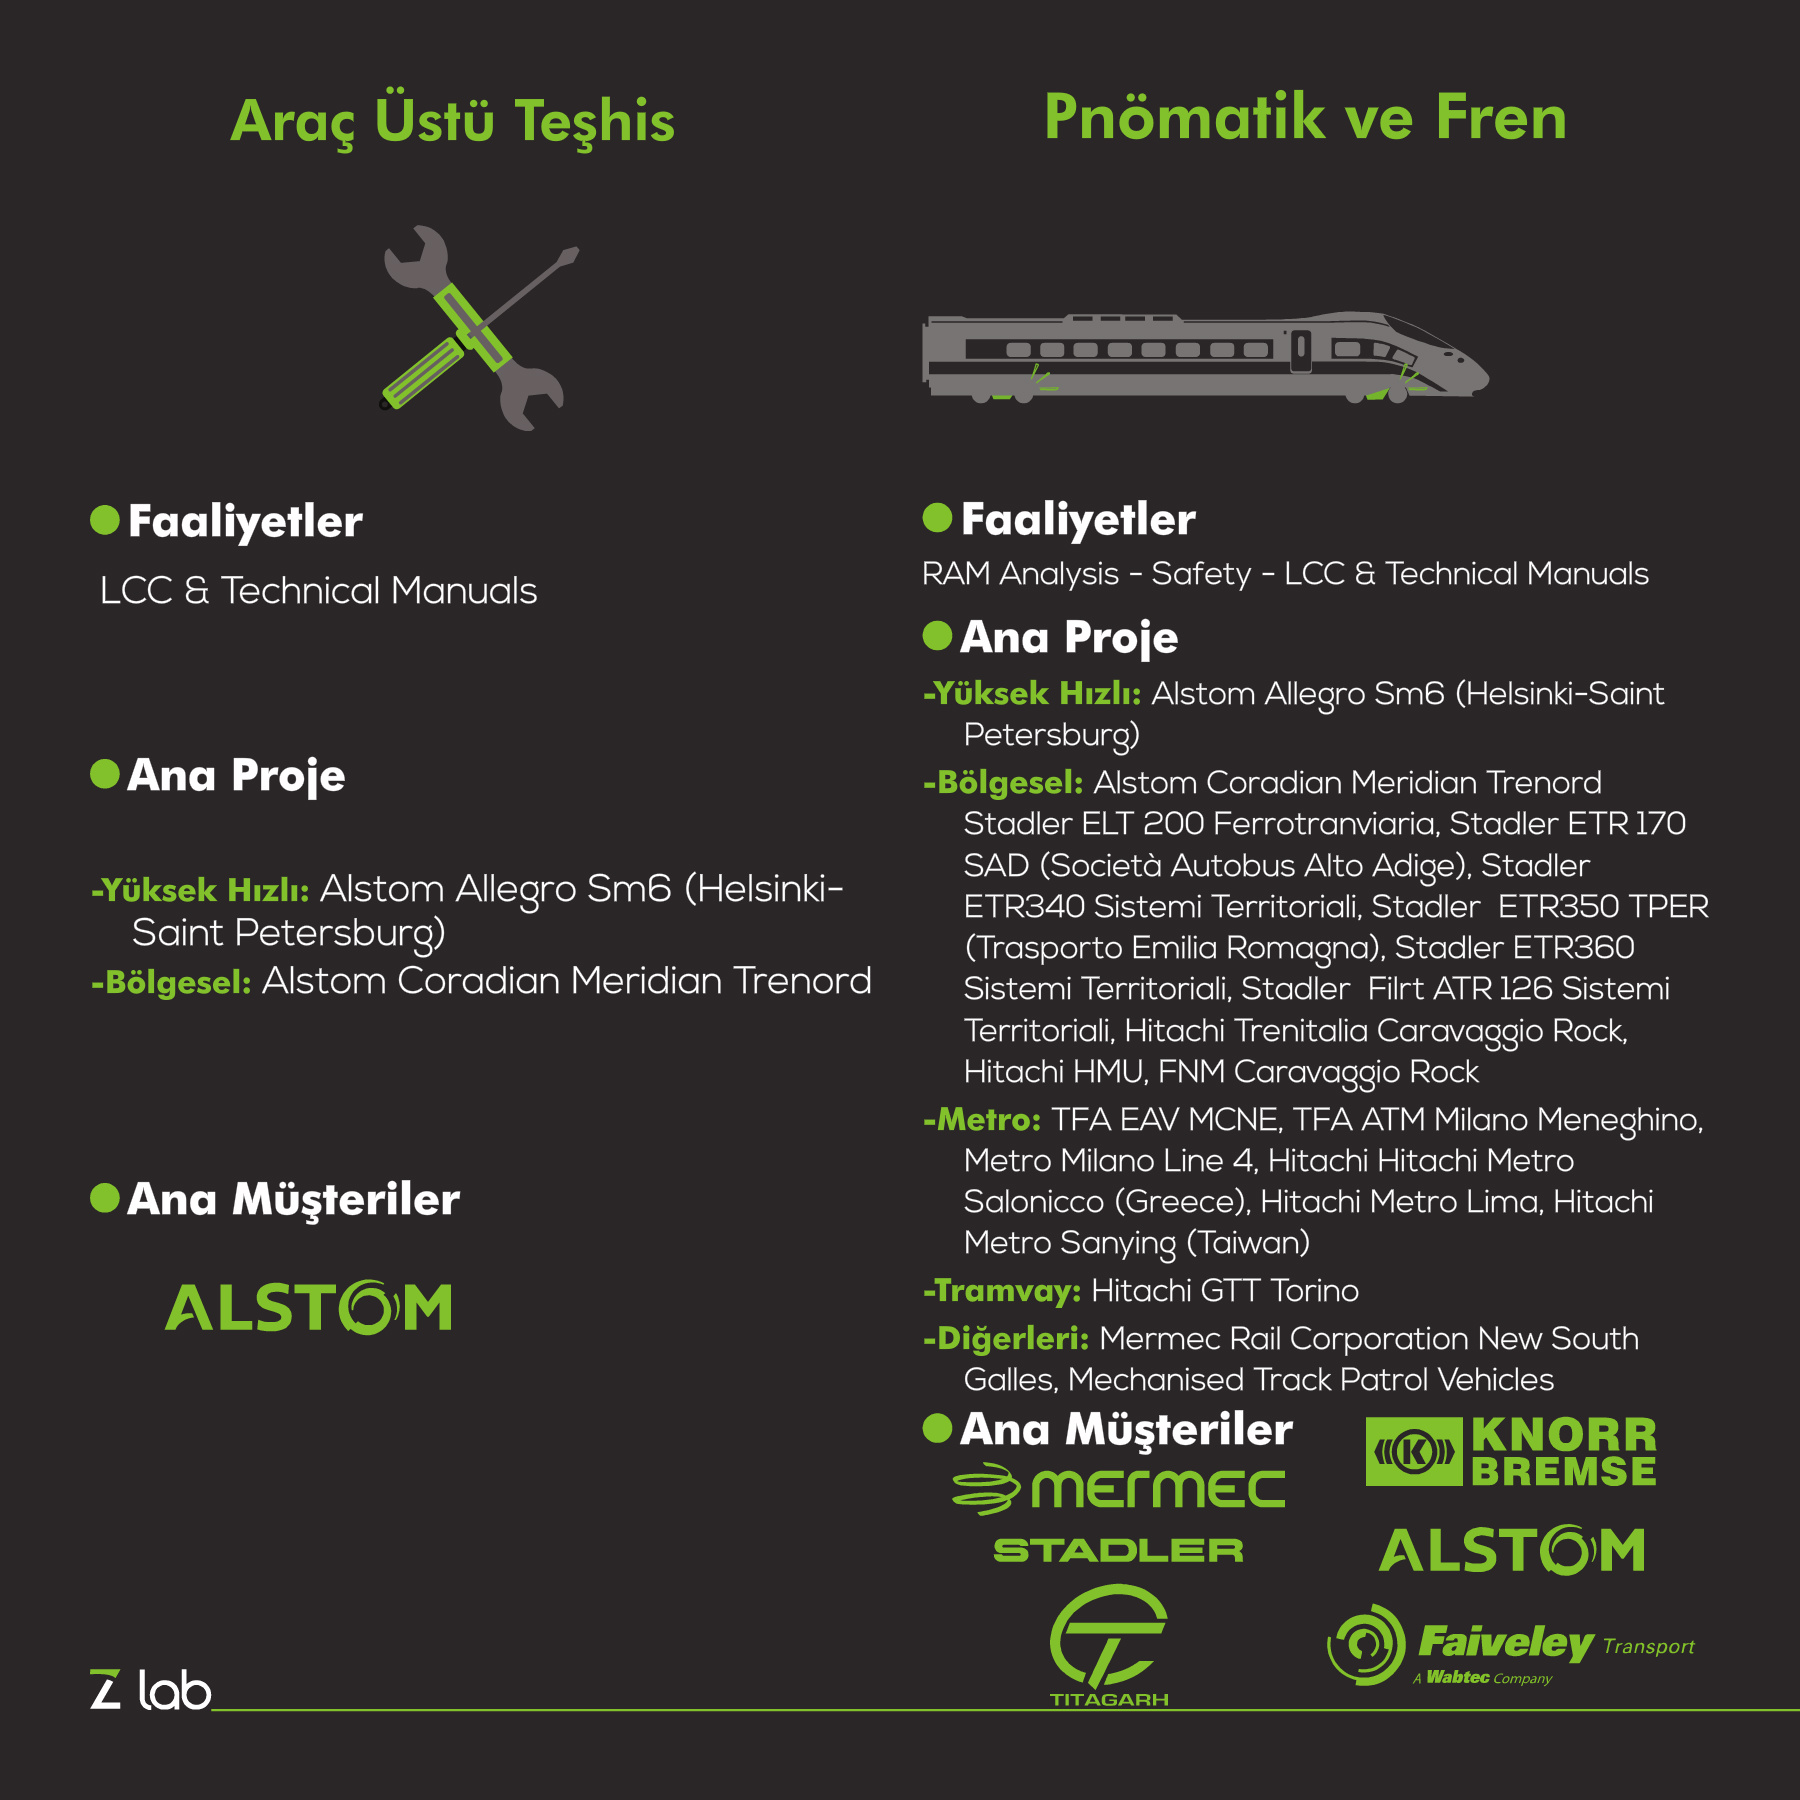 Araç Üstü Teşhis
Faaliyetler
LCC & Technical Manuals
Ana Proje
-Yüksek Hızlı: Alstom Allegro Sm6 (Helsinki-
Saint Petersburg)
-Bölgesel: Alstom Coradian Meridian Trenord
Ana Müşteriler
ALSTOM
Pnömatik ve Fren
Faaliyetler
RAM Analysis - Safety - LCC & Technical Manuals
Ana Proje
-Yüksek Hızlı: Alstom Allegro Sm6 (Helsinki-Saint
Petersburg)
-Bölgesel: Alstom Coradian Meridian Trenord
Stadler ELT 200 Ferrotranviaria, Stadler ETR 170
SAD (Società Autobus Alto Adige), Stadler
ETR340 Sistemi Territoriali, Stadler ETR350 TPER
(Trasporto Emilia Romagna), Stadler ETR360
Sistemi Territoriali, Stadler Filrt ATR 126 Sistemi
Territoriali, Hitachi Trenitalia Caravaggio Rock,
Hitachi HMU, FNM Caravaggio Rock
-Metro: TFA EAV MCNE, TFA ATM Milano Meneghino,
Metro Milano Line 4, Hitachi Hitachi Metro
Salonicco (Greece), Hitachi Metro Lima, Hitachi
Metro Sanying (Taiwan)
-Tramvay: Hitachi GTT Torino
-Diğerleri: Mermec Rail Corporation New South
Galles, Mechanised Track Patrol Vehicles
Ana Müşteriler
mermec
K KNORR
BREMSE
STADLER
ALSTOM
TITAGARH
Faiveley Transport
A Wabtec Company
Z lab